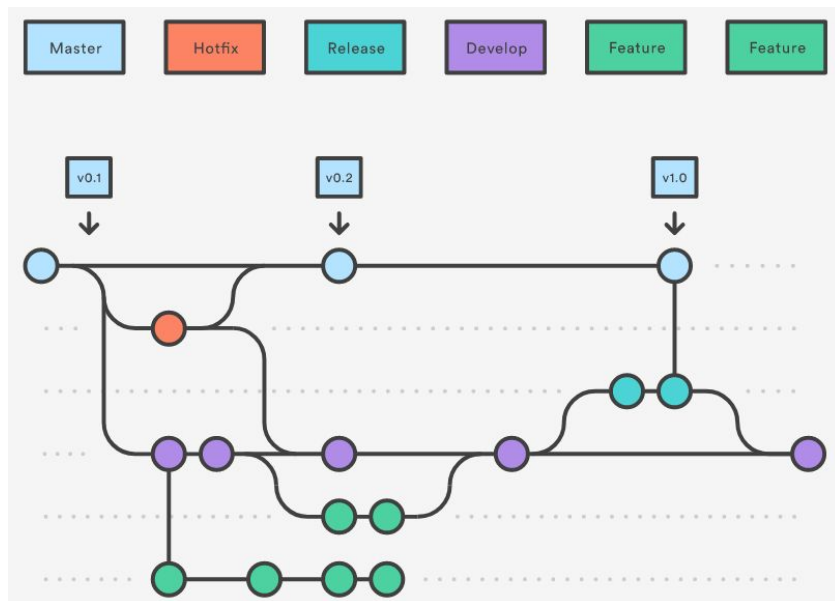 Master
Hotfix
Release
Develop
Feature
Feature
v0.1
v0.2
v1.0